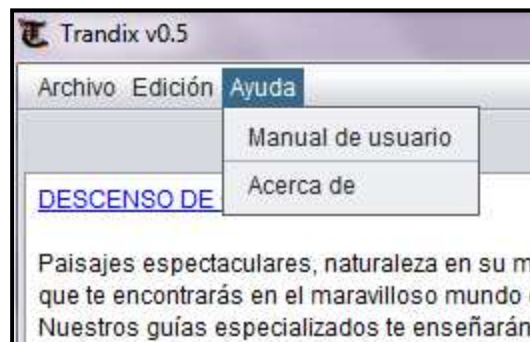 Trandix v0.5
Archivo Edición Ayuda
Manual de usuario
Acerca de
DESCENSO DE
Paisajes espectaculares, naturaleza en su
que te encontrarás en el maravilloso mundo
Nuestros guías especializados te enseñarán